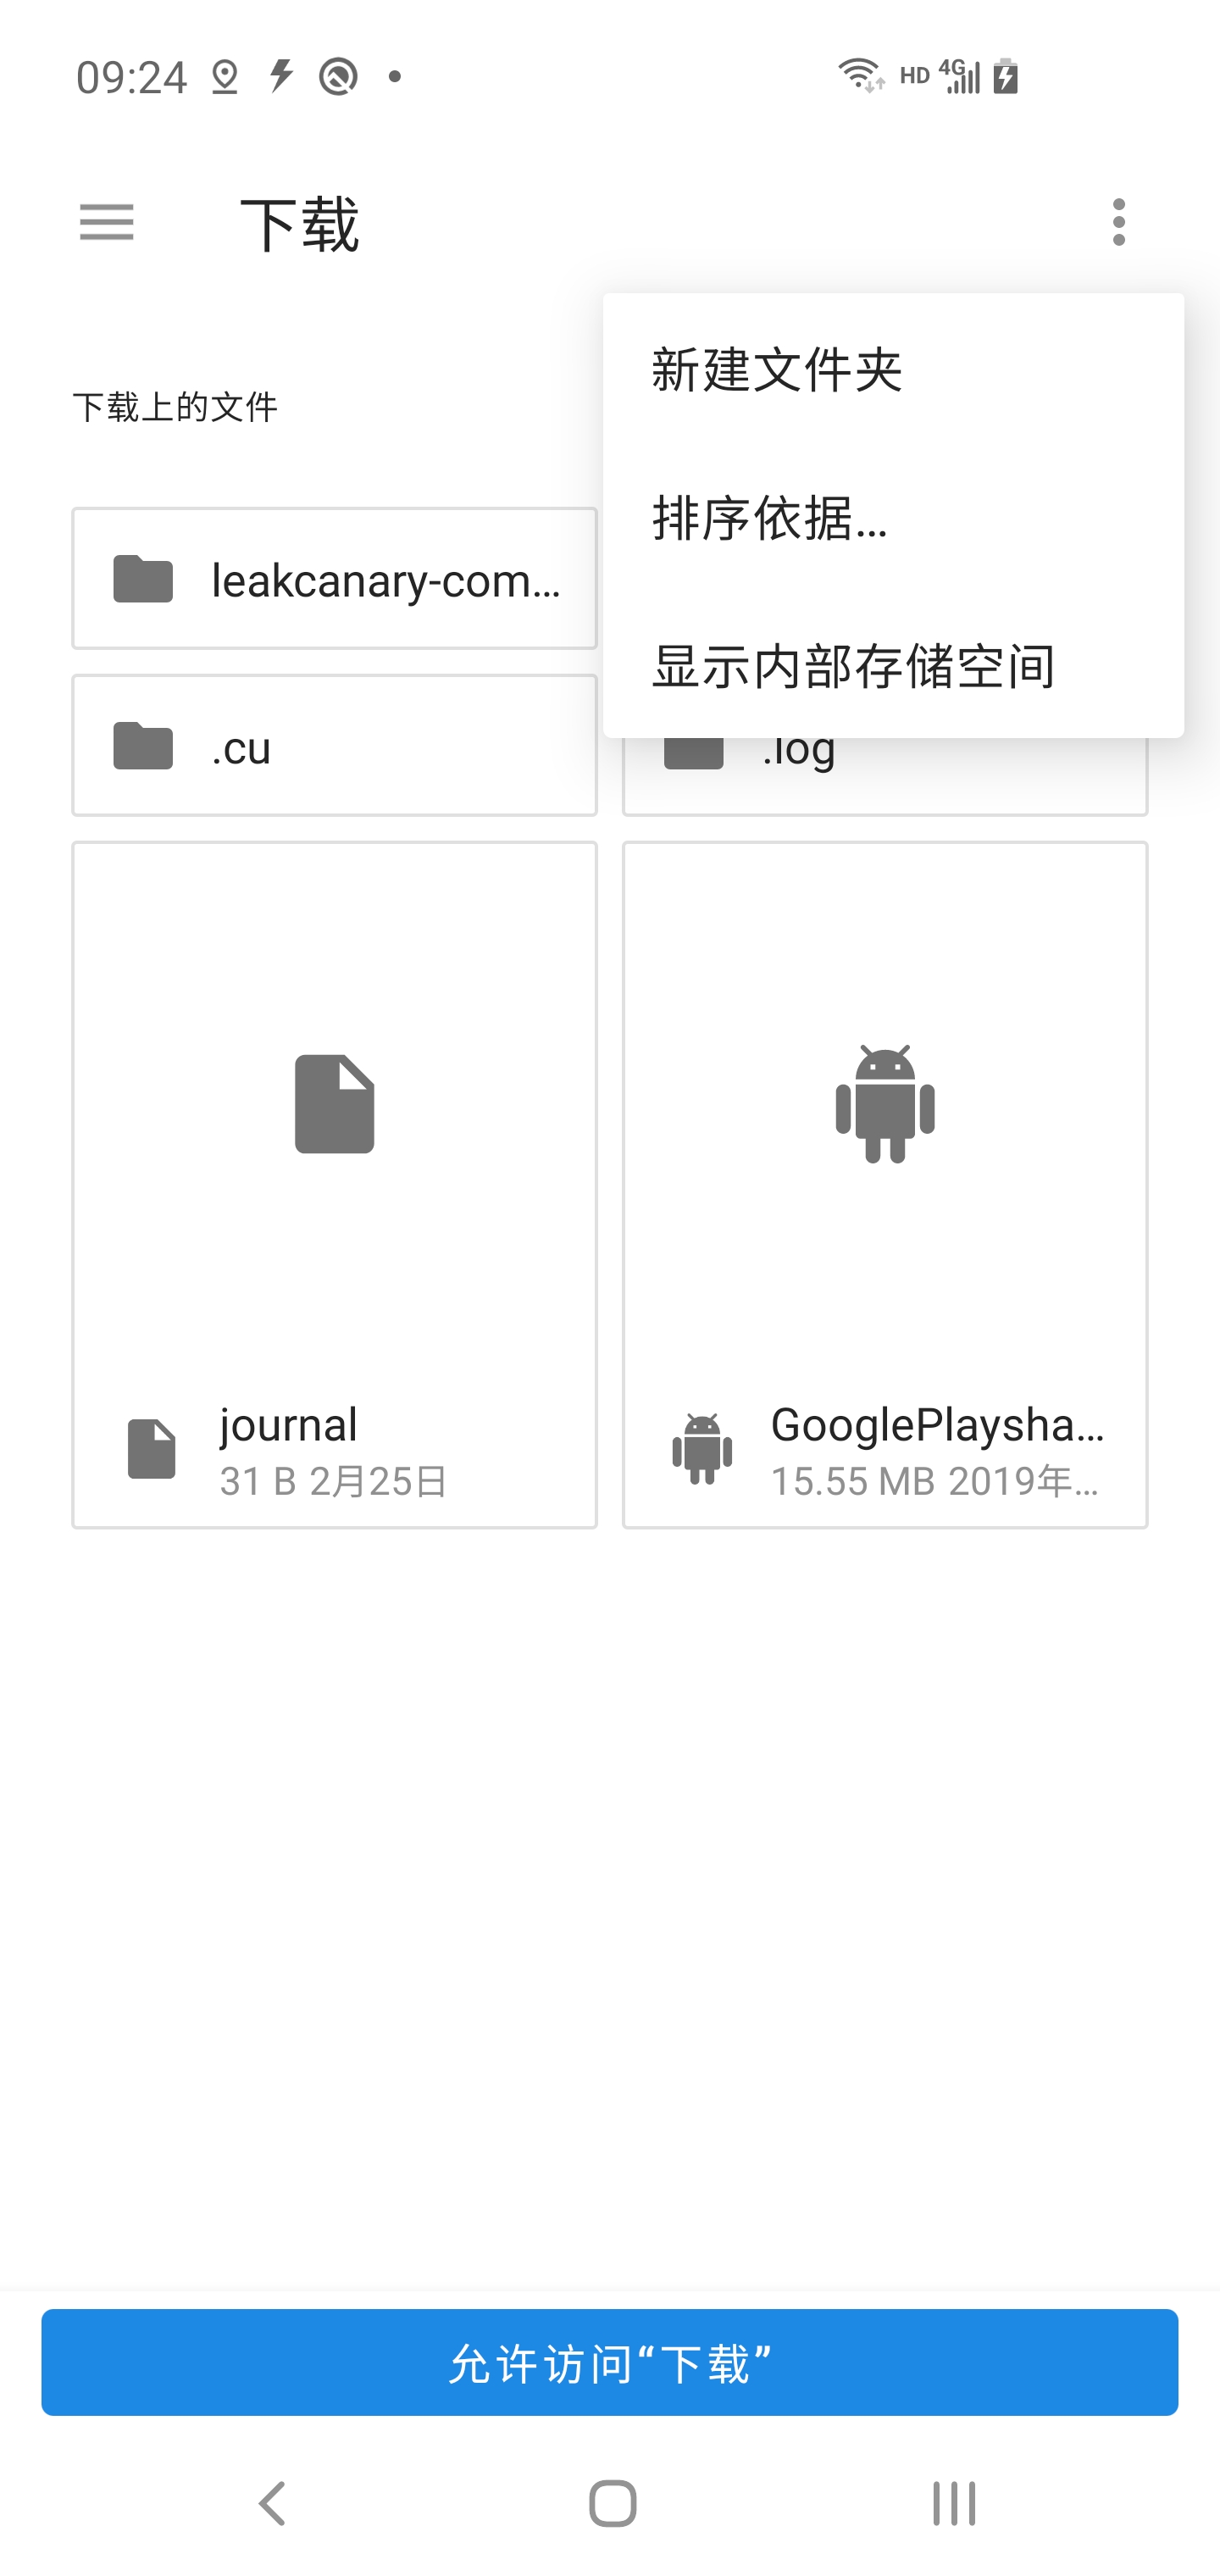 09:24
HD 4G
下载
新建文件夹
排序依据…
显示内部存储空间
下载上的文件
leakcanary-com…
.cu
.log
journal
31 B 2月25日
GooglePlaysha…
15.55 MB 2019年…
允许访问“下载”